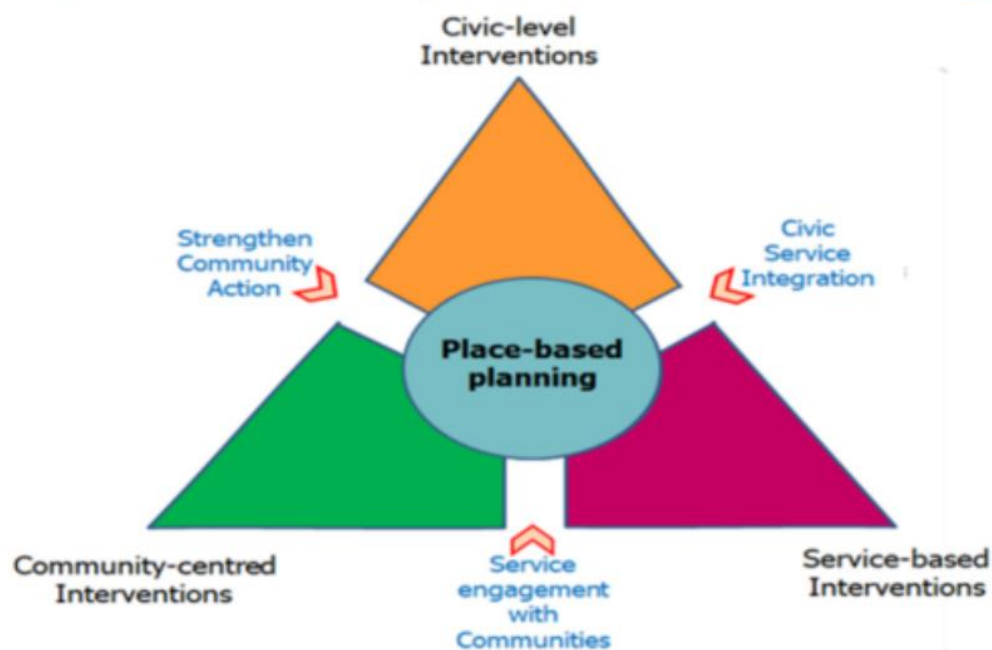 Civic-level
Interventions
Strengthen
Community
Action
Civic
Service
Integration
Place-based
planning
Community-centred
Interventions
Service
engagement
with
Communities
Service-based
Interventions